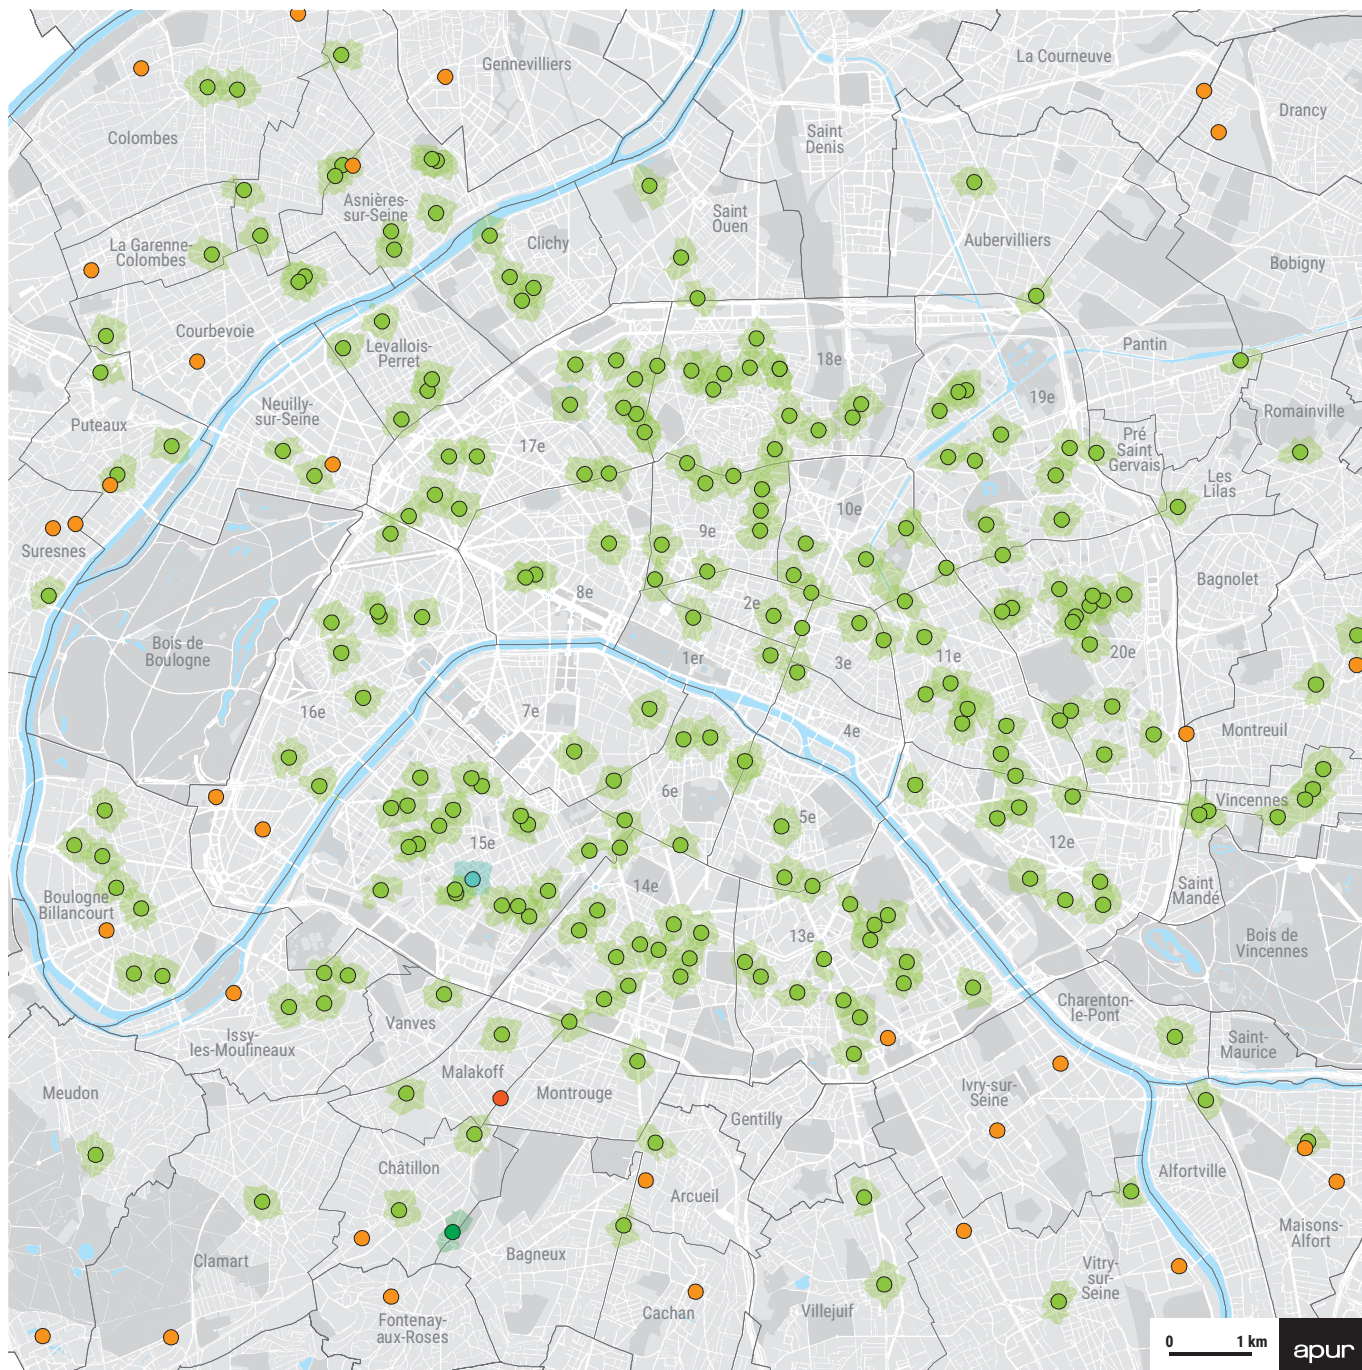 Gennevilliers
La Courneuve
Drancy
Colombes
Saint
Denis
Asnières-
sur-Seine
Saint
Ouen
La Garenne-
Colombes
Clichy
Aubervilliers
Bobigny
Courbevoie
Levallois-
Perret
18e
Pantin
Neuilly-
sur-Seine
19e
Romainville
Puteaux
17e
Pré
Saint
Gervais
Les
Lilas
10e
9e
Suresnes
Bagnolet
8e
2e
Bois de
Boulogne
1er
3e
11e
20e
16e
7e
4e
Montreuil
6e
Vincennes
5e
15e
12e
14e
Saint
Mandé
Boulogne
Billancourt
13e
Bois de
Vincennes
Charenton-
le-Pont
Vanves
Issy-
les-Moulineaux
Saint-
Maurice
Meudon
Malakoff
Montrouge
Ivry-sur-
Seine
Gentilly
Châtillon
Alfortville
Arcueil
Maisons-
Alfort
Clamart
Bagneux
Vitry-
sur-
Seine
Cachan
Villejuif
Fontenay-
aux-Roses
0 1 km
apur